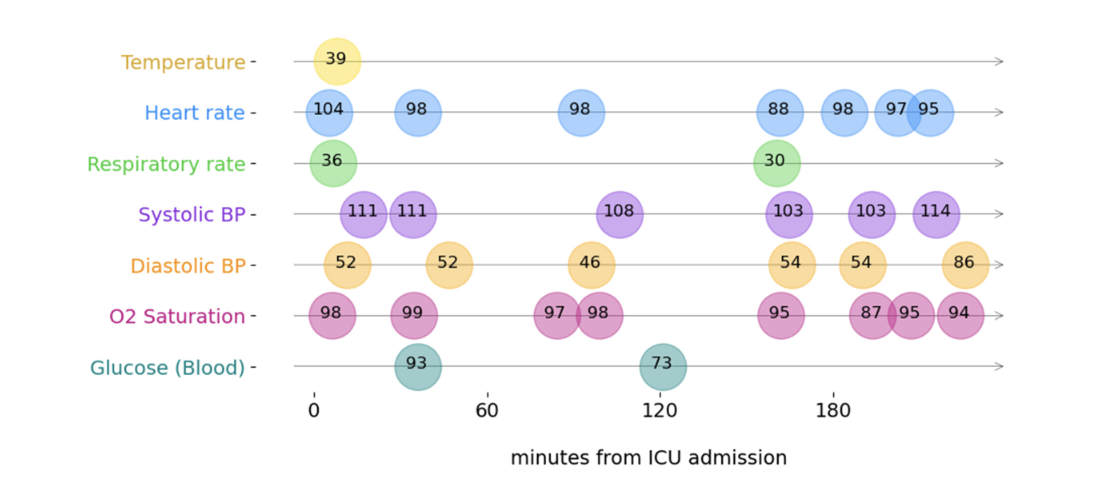 Temperature 39
Heart rate 104 98 98 88 98 97 95
Respiratory rate 36 30
Systolic BP 111 111 108 103 103 114
Diastolic BP 52 52 46 54 54 86
O2 Saturation 98 99 97 98 95 87 95 94
Glucose (Blood) 93 73
0 60 120 180
minutes from ICU admission